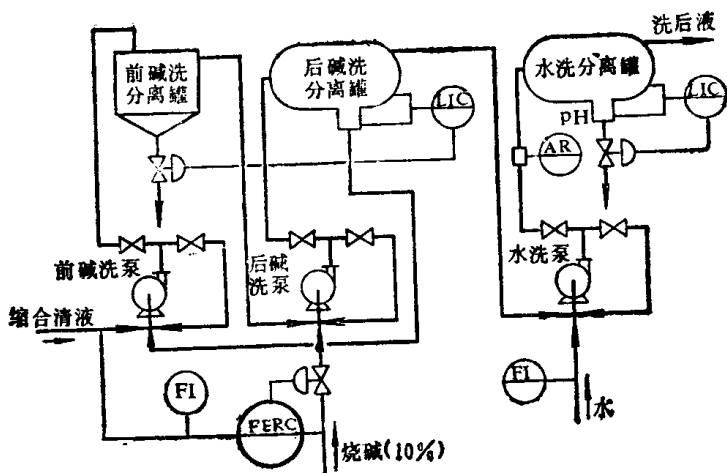 洗后液
前碱洗
分离罐
后碱洗
分离罐
LIC
水洗分离罐
LIC
pH
AR
前碱洗泵
后碱
洗泵
水洗泵
缩合清液
FI
FERC
烧碱(10%)
FI
水